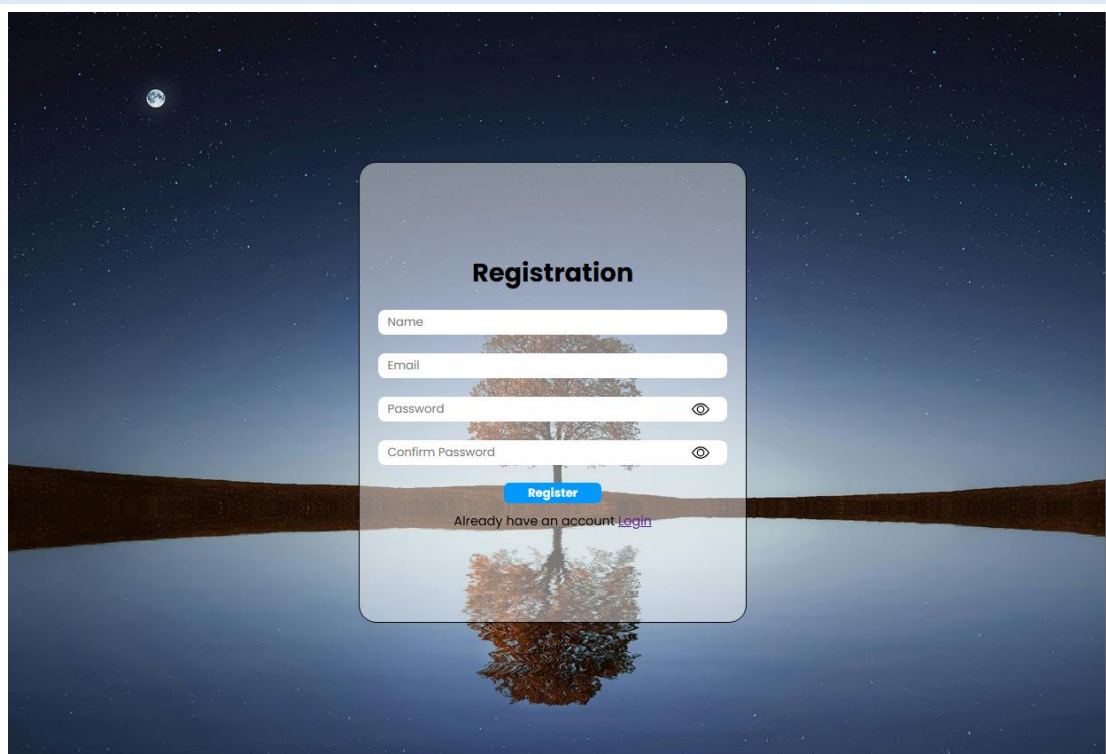 Registration
Name
Email
Password
Confirm Password
Register
Already have an account Login